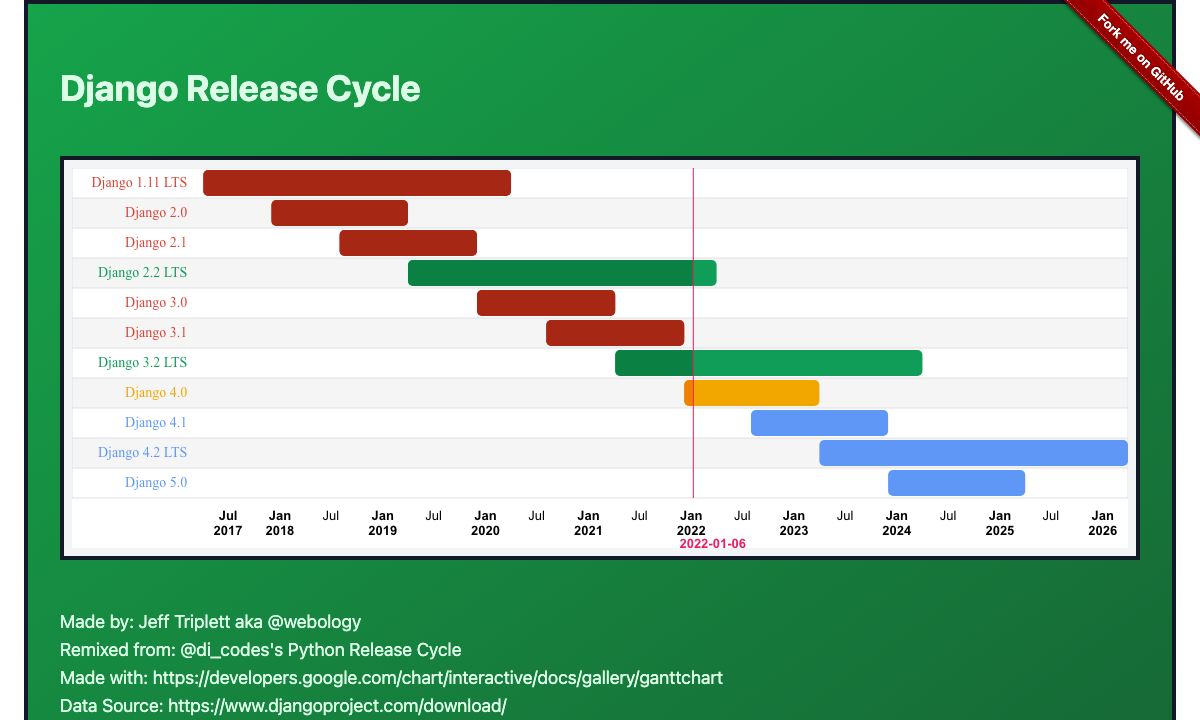 Fork me on GitHub
Django Release Cycle
Django 1.11 LTS
Django 2.0
Django 2.1
Django 2.2 LTS
Django 3.0
Django 3.1
Django 3.2 LTS
Django 4.0
Django 4.1
Django 4.2 LTS
Django 5.0
Jul Jan Jul Jan Jul Jan Jul Jan Jul Jan Jul Jan Jul Jan Jul Jan Jul Jan
2017 2018 2019 2020 2021 2022 2023 2024 2025 2026
2022-01-06
Made by: Jeff Triplett aka @webology
Remixed from: @di_codes's Python Release Cycle
Made with: https://developers.google.com/chart/interactive/docs/gallery/ganttchart
Data Source: https://www.djangoproject.com/download/